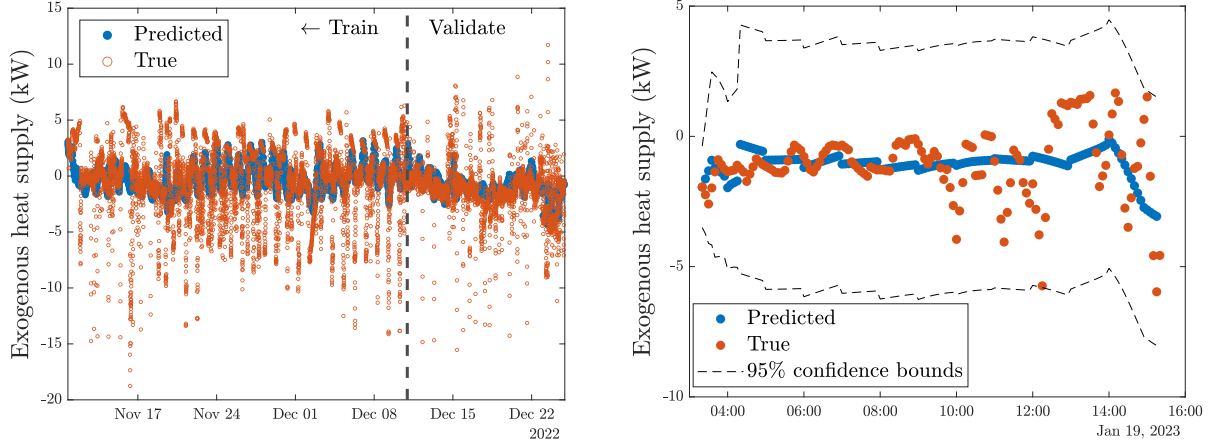 Exogenous heat supply (kW)
15
10
5
0
-5
-10
-15
-20
Predicted
True
← Train
Validate
Nov 17
Nov 24
Dec 01
Dec 08
Dec 15
Dec 22
2022
Exogenous heat supply (kW)
5
0
-5
-10
Predicted
True
95% confidence bounds
04:00
06:00
08:00
10:00
12:00
14:00
16:00
Jan 19, 2023